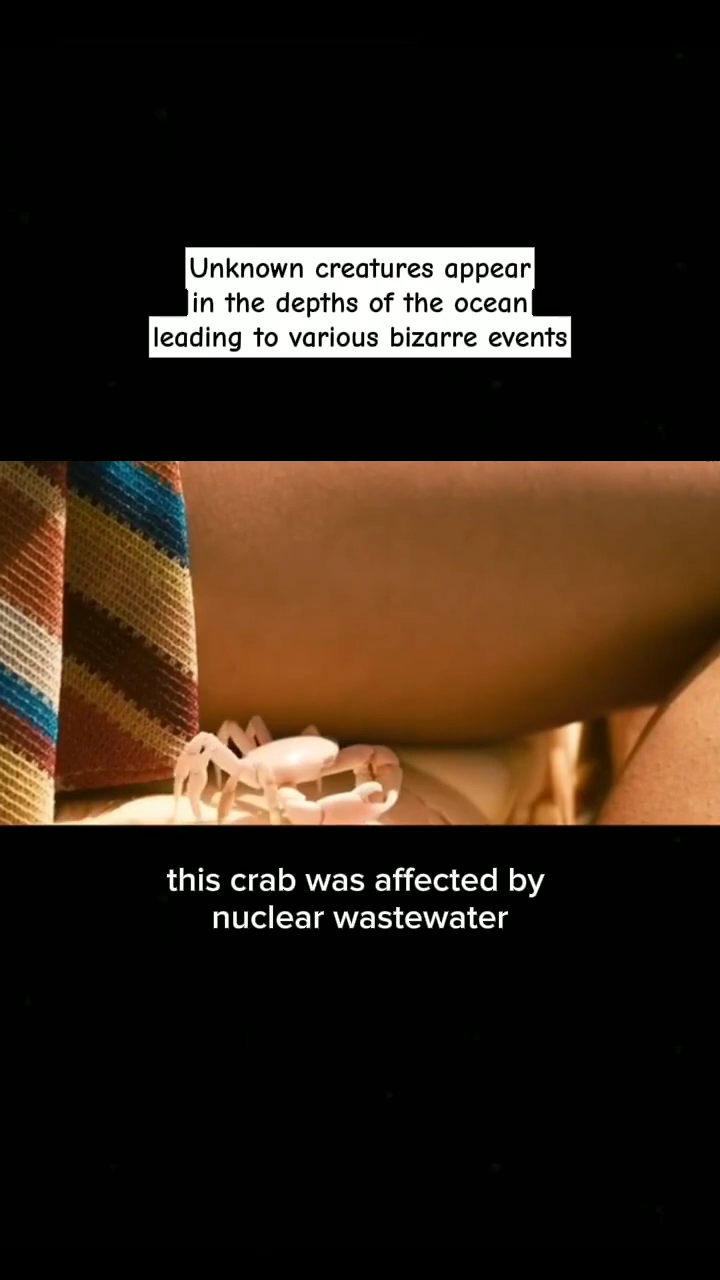 Unknown creatures appear
in the depths of the ocean
leading to various bizarre events
this crab was affected by
nuclear wastewater